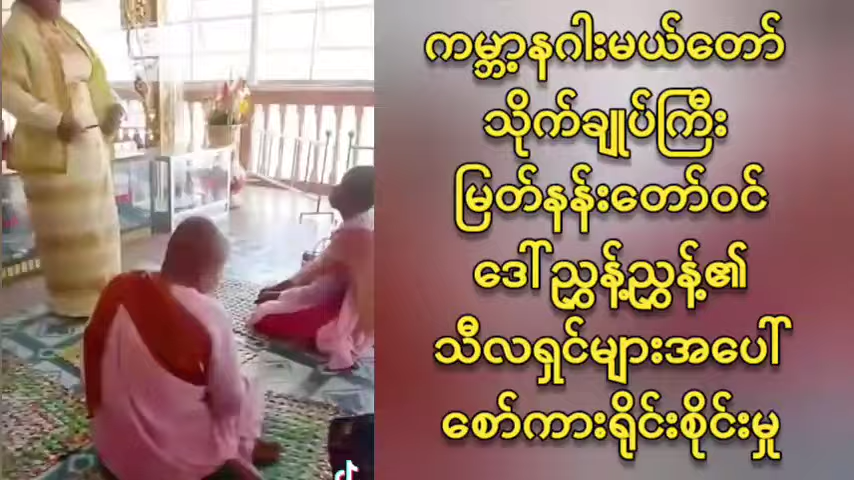 ကမ္ဘာ့နဂါးမယ်တော်
သိုက်ချုပ်ကြီး
မြတ်နန်းတော်ဝင်
ဒေါ်ညွှန့်ညွှန့်၏
သီလရှင်များအပေါ်
စော်ကားရိုင်းစိုင်းမှု